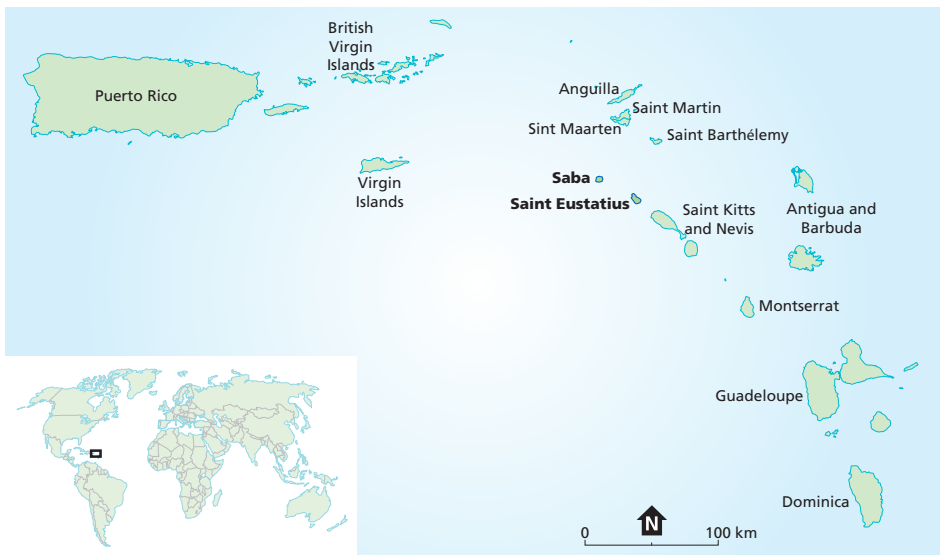 British
Virgin
Islands
Puerto Rico
Anguilla
Saint Martin
Sint Maarten
Saint Barthélemy
Virgin
Islands
Saba
Saint Eustatius
Saint Kitts
and Nevis
Antigua and
Barbuda
Montserrat
Guadeloupe
Dominica
N
0 100 km